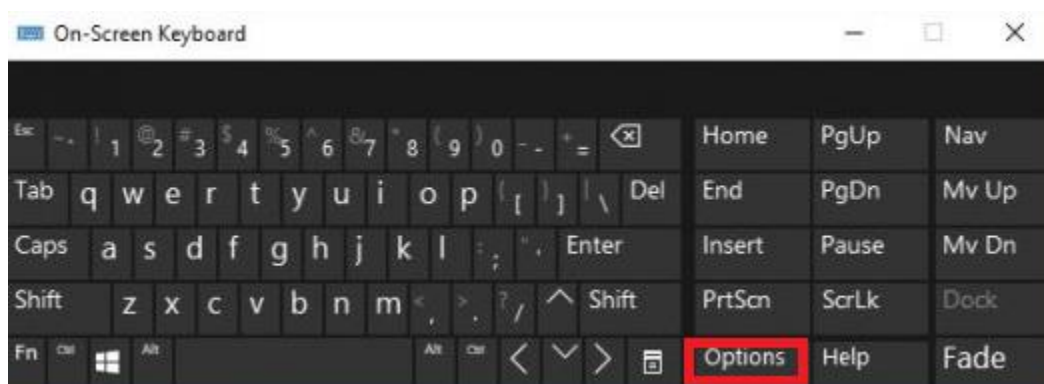 On-Screen Keyboard
Esc ~ ` ! 1 @ 2 # 3 $ 4 % 5 ^ 6 & 7 * 8 ( 9 ) 0 _ - + = Home PgUp Nav
Tab q w e r t y u i o p { [ } ] | \ Del End PgDn Mv Up
Caps a s d f g h j k l : ; " ' Enter Insert Pause Mv Dn
Shift z x c v b n m < , > . ? / Shift PrtScn ScrLk Dock
Fn Ctrl Alt Alt Ctrl Options Help Fade